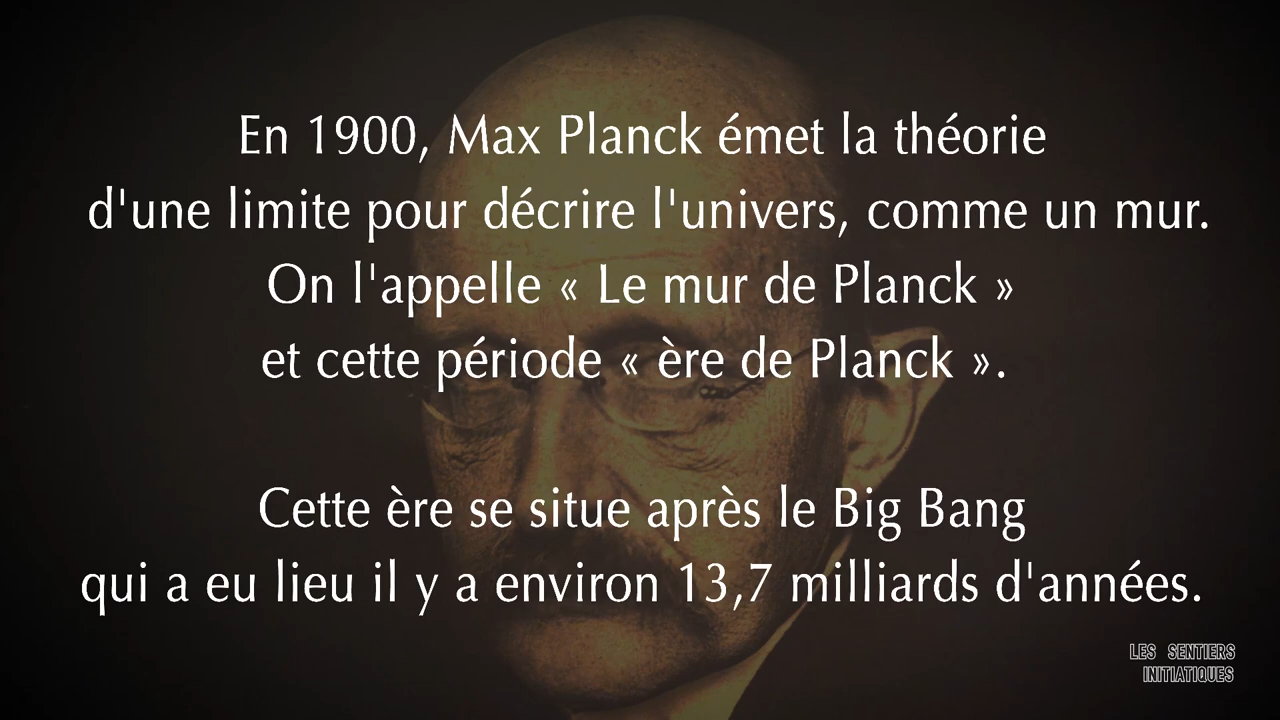 En 1900, Max Planck émet la théorie
d'une limite pour décrire l'univers, comme un mur.
On l'appelle « Le mur de Planck »
et cette période « ère de Planck ».
Cette ère se situe après le Big Bang
qui a eu lieu il y a environ 13,7 milliards d'années.
LES SENTIERS
INITIATIQUES